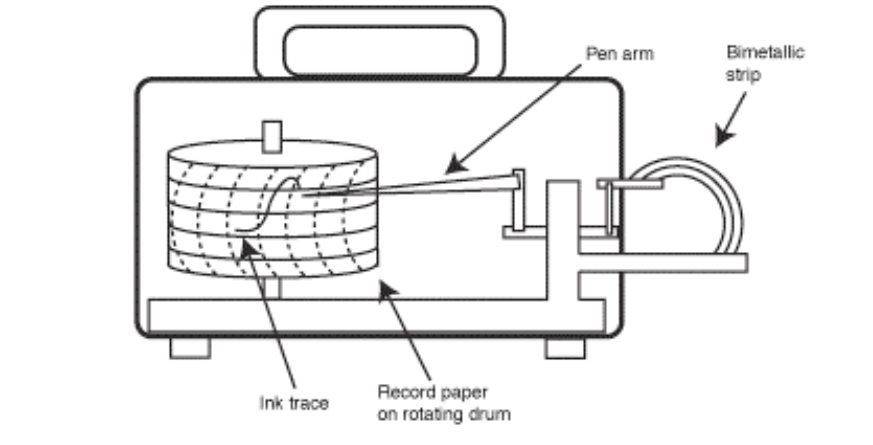 Pen arm
Bimetallic
strip
Ink trace
Record paper
on rotating drum